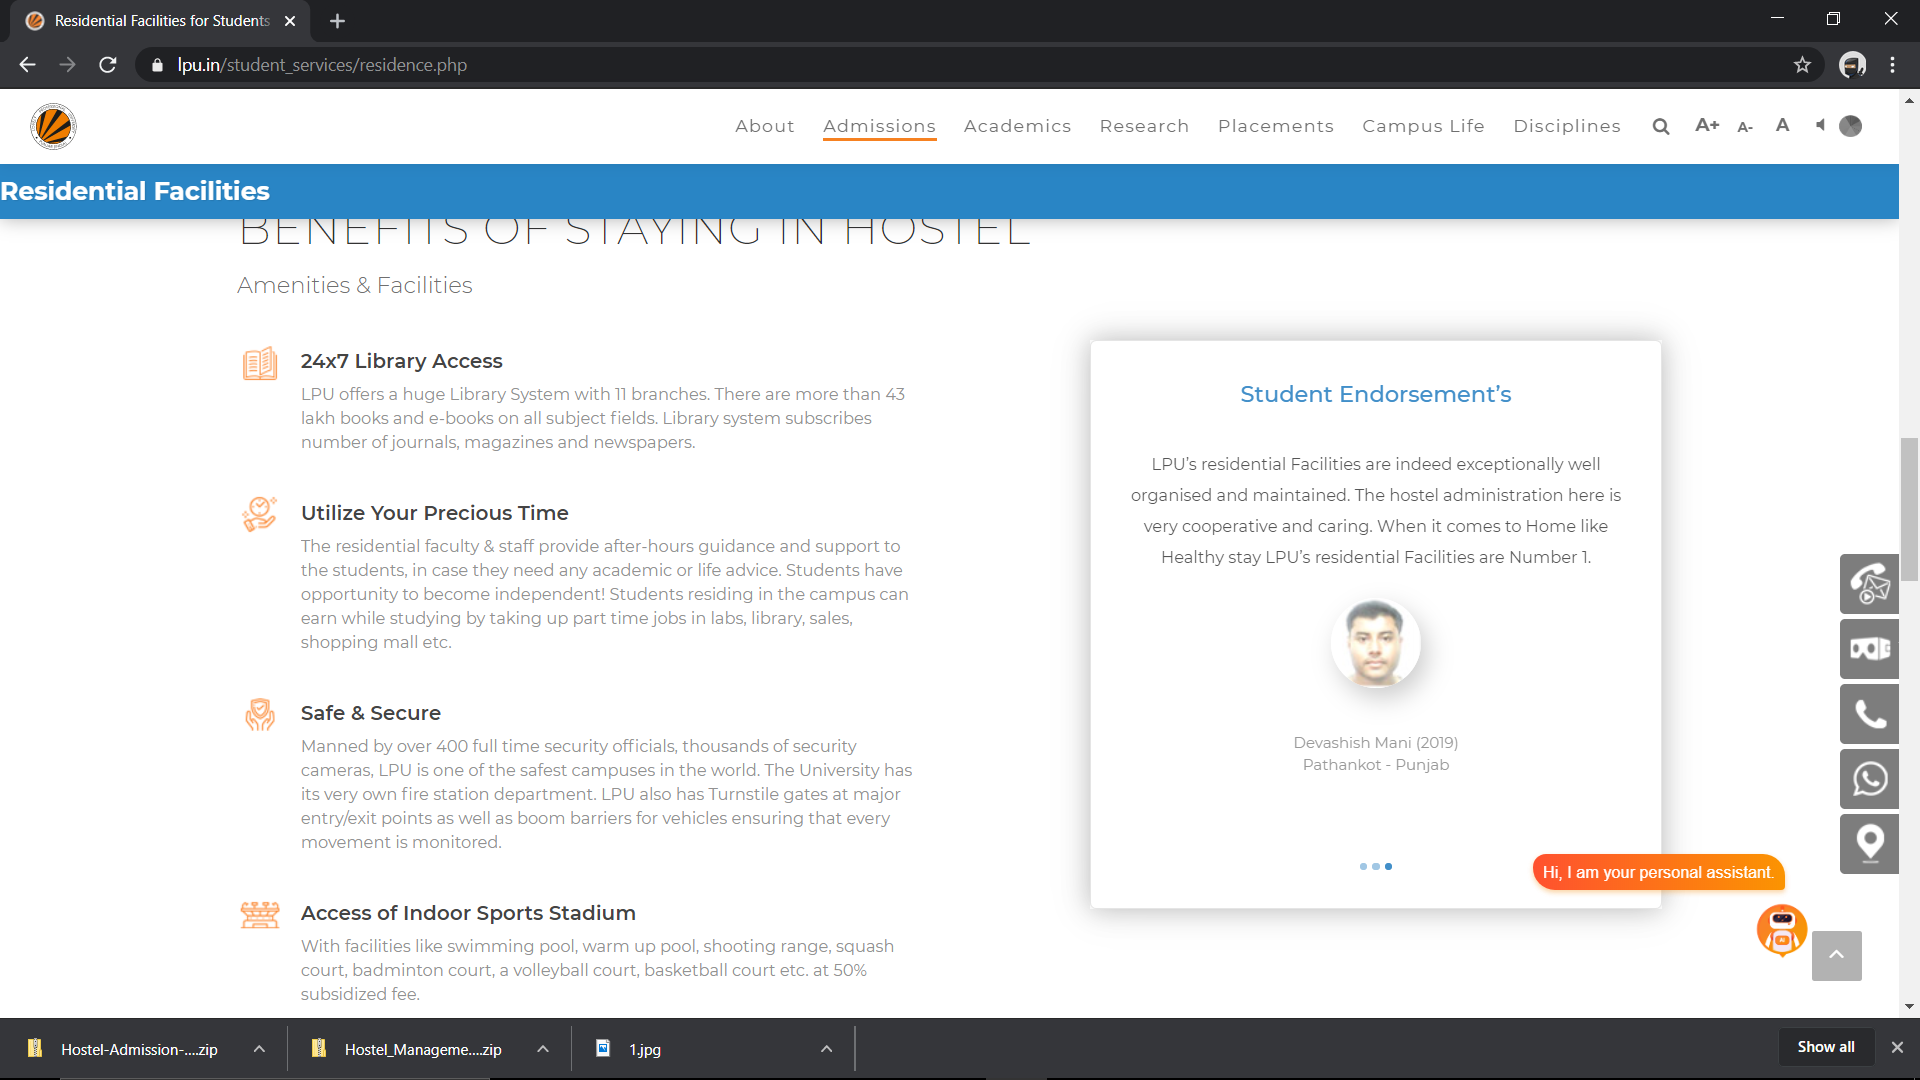 Residential Facilities for Students
lpu.in/student_services/residence.php
About Admissions Academics Research Placements Campus Life Disciplines A+ A- A
Residential Facilities
BENEFITS OF STAYING IN HOSTEL
Amenities & Facilities
24x7 Library Access
LPU offers a huge Library System with 11 branches. There are more than 43
lakh books and e-books on all subject fields. Library system subscribes
number of journals, magazines and newspapers.
Utilize Your Precious Time
The residential faculty & staff provide after-hours guidance and support to
the students, in case they need any academic or life advice. Students have
opportunity to become independent! Students residing in the campus can
earn while studying by taking up part time jobs in labs, library, sales,
shopping mall etc.
Safe & Secure
Manned by over 400 full time security officials, thousands of security
cameras, LPU is one of the safest campuses in the world. The University has
its very own fire station department. LPU also has Turnstile gates at major
entry/exit points as well as boom barriers for vehicles ensuring that every
movement is monitored.
Access of Indoor Sports Stadium
With facilities like swimming pool, warm up pool, shooting range, squash
court, badminton court, a volleyball court, basketball court etc. at 50%
subsidized fee.
Student Endorsement's
LPU's residential Facilities are indeed exceptionally well
organised and maintained. The hostel administration here is
very cooperative and caring. When it comes to Home like
Healthy stay LPU's residential Facilities are Number 1.
Devashish Mani (2019)
Pathankot - Punjab
Hi, I am your personal assistant.
Hostel-Admission-....zip
Hostel_Manageme....zip
1.jpg
Show all